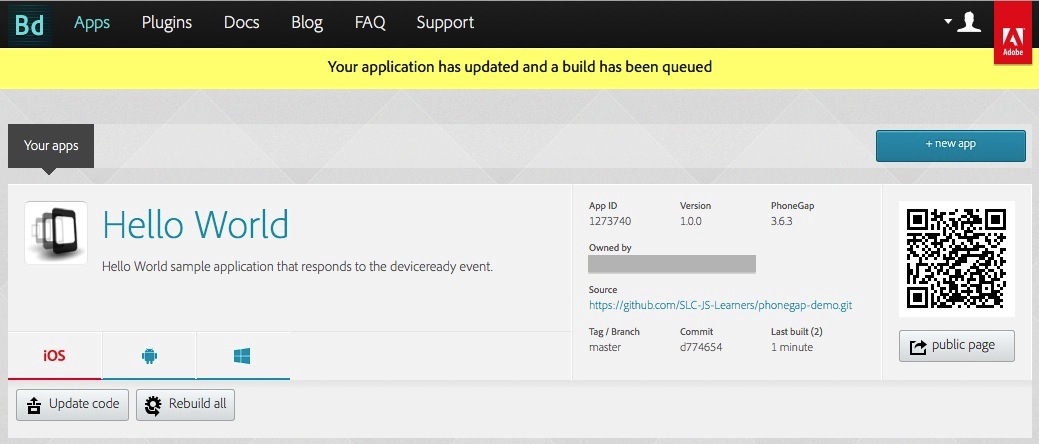 Bd Apps Plugins Docs Blog FAQ Support
Adobe
Your application has updated and a build has been queued
Your apps
+ new app
Hello World
Hello World sample application that responds to the deviceready event.
App ID Version PhoneGap
1273740 1.0.0 3.6.3
Owned by
Source
https://github.com/SLC-JS-Learners/phonegap-demo.git
Tag / Branch Commit Last built (2)
master d774654 1 minute
public page
iOS
Update code Rebuild all